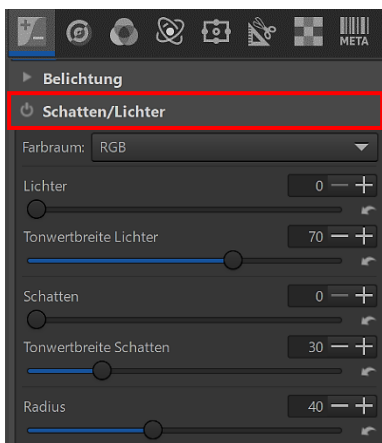 META
Belichtung
Schatten/Lichter
Farbraum: RGB
Lichter 0
Tonwertbreite Lichter 70
Schatten 0
Tonwertbreite Schatten 30
Radius 40